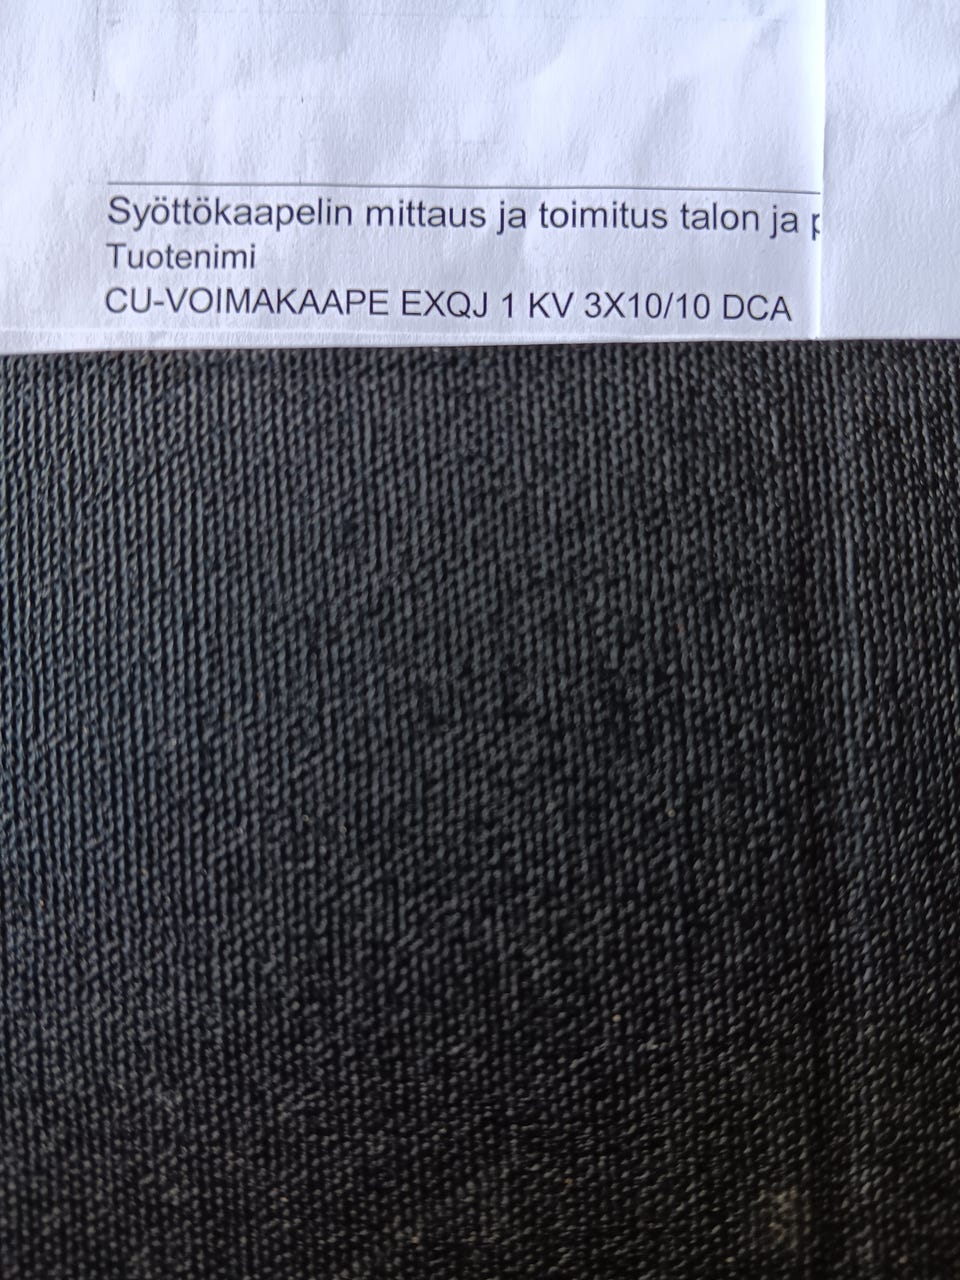 Syöttökaapelin mittaus ja toimitus talon ja
Tuotenimi
CU-VOIMAKAAPE EXQJ 1 KV 3X10/10 DCA